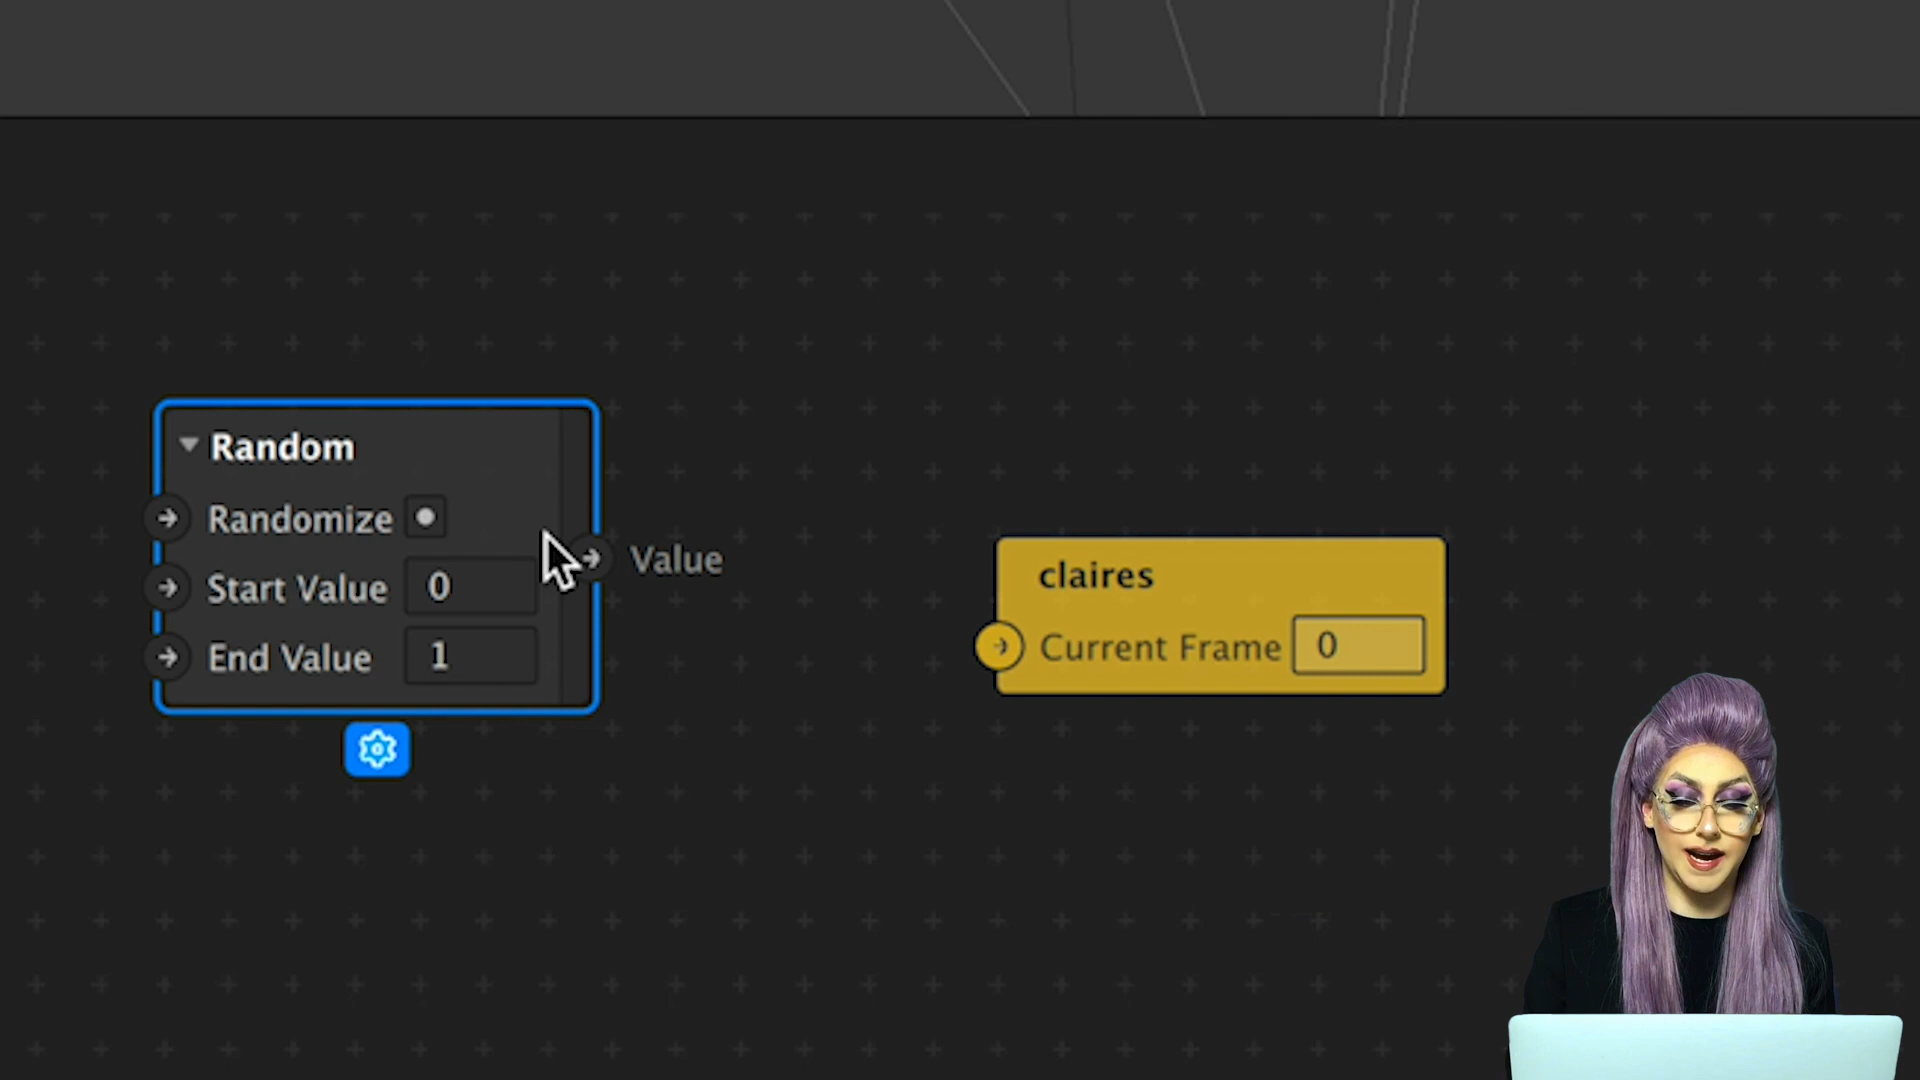 Random
Randomize
Start Value 0
End Value 1
Value
claires
Current Frame 0